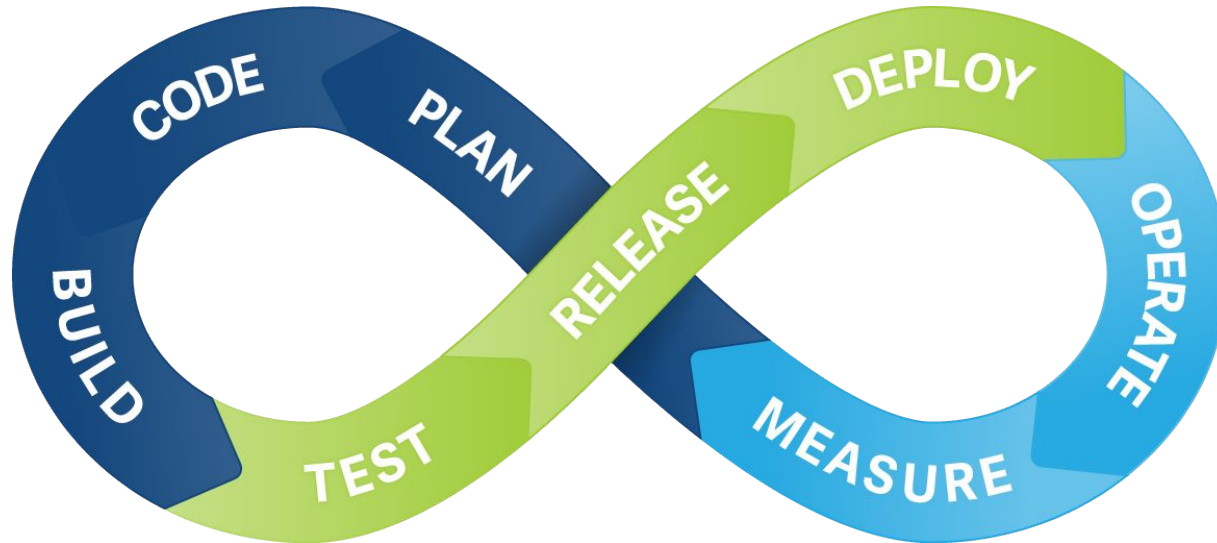 PLAN
CODE
BUILD
TEST
RELEASE
DEPLOY
OPERATE
MEASURE